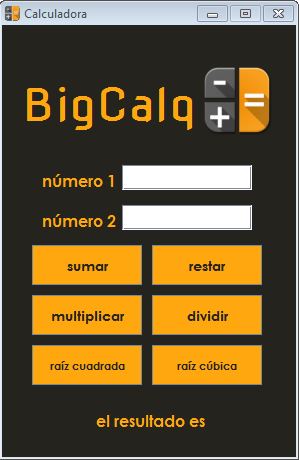 Calculadora
BigCalq
número 1
número 2
sumar restar
multiplicar dividir
raíz cuadrada raíz cúbica
el resultado es